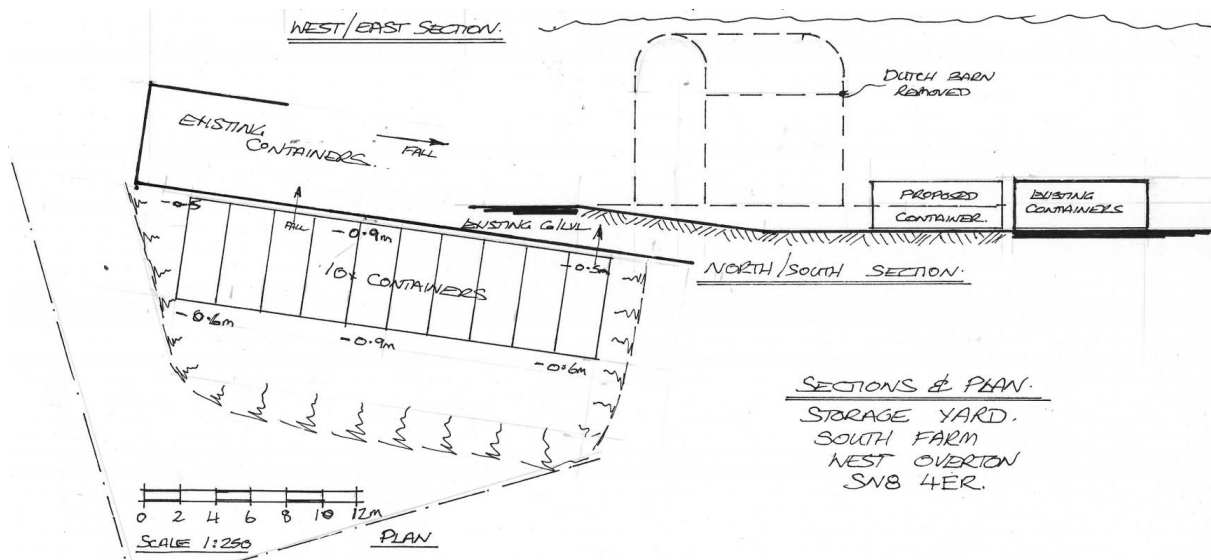 WEST/EAST SECTION.
DUTCH BARN
REMOVED
EXISTING
CONTAINERS.
FALL
PROPOSED
CONTAINER.
EXISTING
CONTAINERS
-0.5
FALL
-0.9m
EXISTING G/LVL
-0.5m
10x CONTAINERS
NORTH/SOUTH SECTION.
-0.6m
-0.9m
-0.6m
SECTIONS & PLAN.
STORAGE YARD.
SOUTH FARM
WEST OVERTON
SN8 4ER.
0 2 4 6 8 10 12m
SCALE 1:250
PLAN